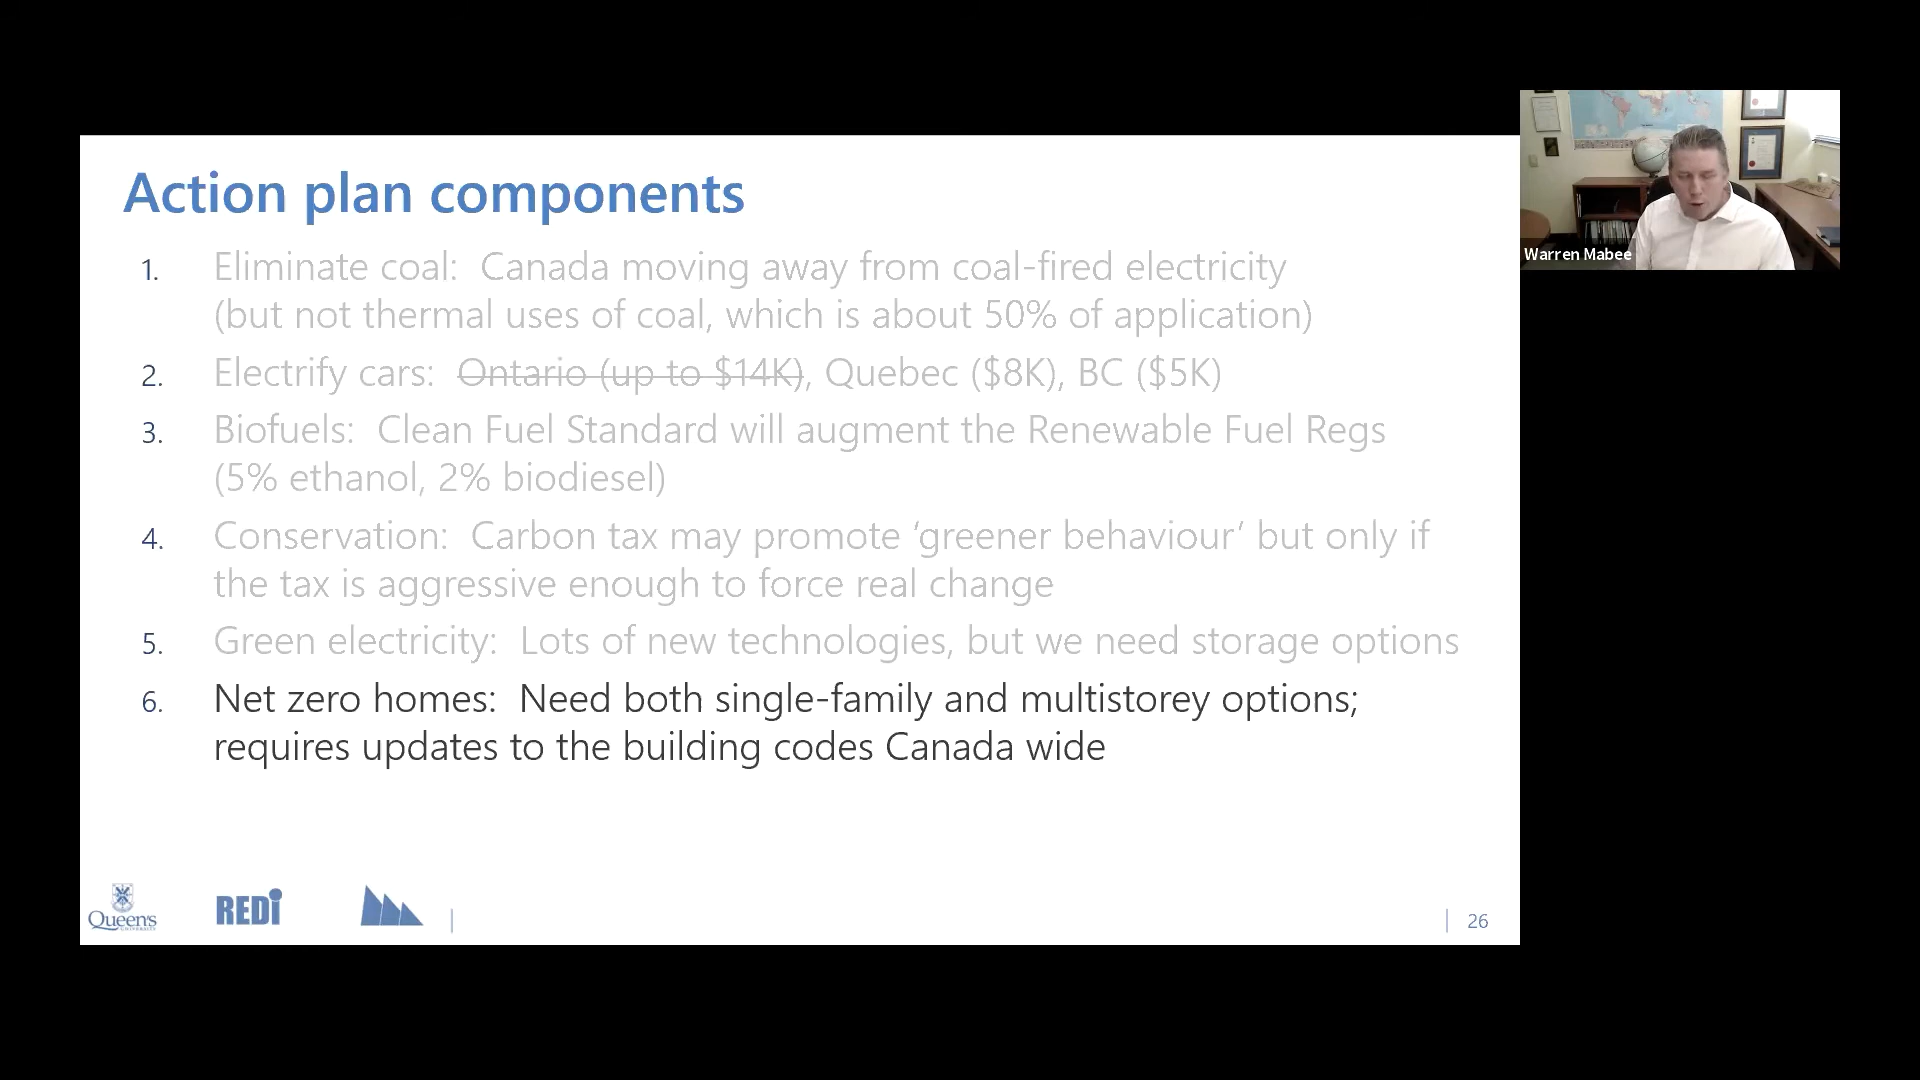 Action plan components
1. Eliminate coal: Canada moving away from coal-fired electricity
(but not thermal uses of coal, which is about 50% of application)
2. Electrify cars: Ontario (up to $14K), Quebec ($8K), BC ($5K)
3. Biofuels: Clean Fuel Standard will augment the Renewable Fuel Regs
(5% ethanol, 2% biodiesel)
4. Conservation: Carbon tax may promote ‘greener behaviour’ but only if
the tax is aggressive enough to force real change
5. Green electricity: Lots of new technologies, but we need storage options
6. Net zero homes: Need both single-family and multistorey options;
requires updates to the building codes Canada wide
Queen's
UNIVERSITY
REDi
26
Warren Mabee